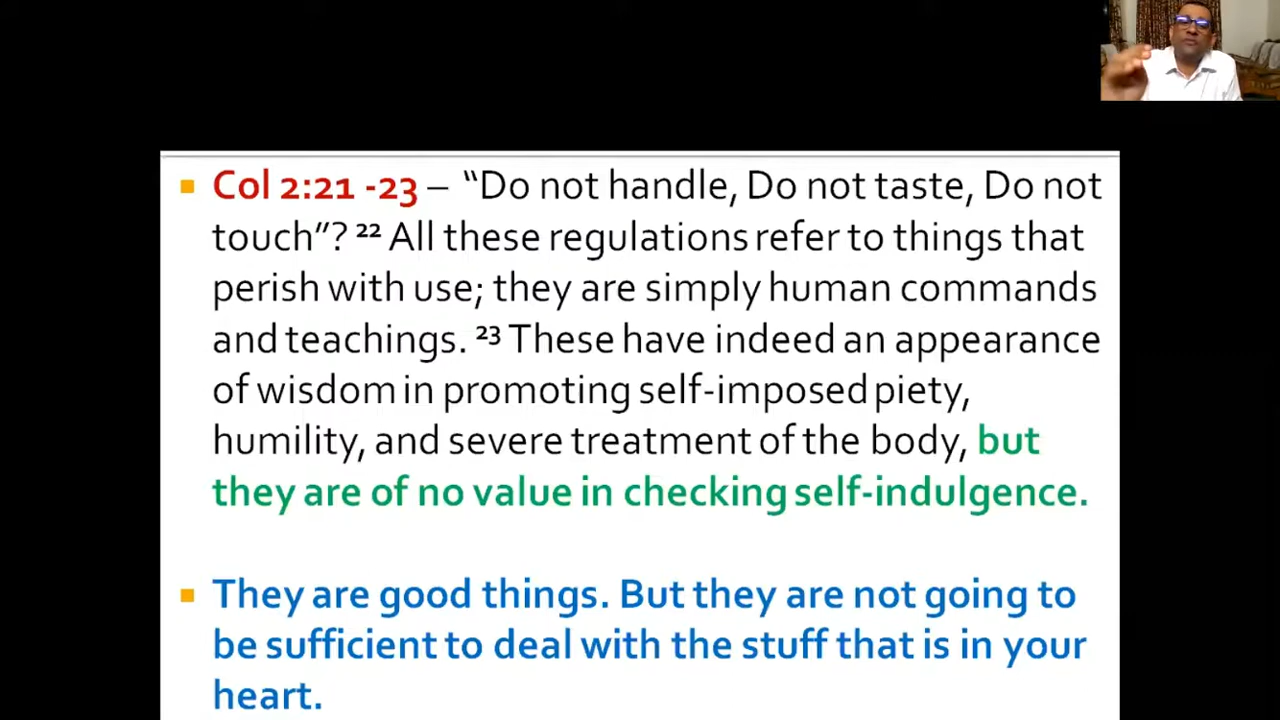 Col 2:21 -23 – “Do not handle, Do not taste, Do not
touch”? ²² All these regulations refer to things that
perish with use; they are simply human commands
and teachings. ²³ These have indeed an appearance
of wisdom in promoting self-imposed piety,
humility, and severe treatment of the body, but
they are of no value in checking self-indulgence.
They are good things. But they are not going to
be sufficient to deal with the stuff that is in your
heart.